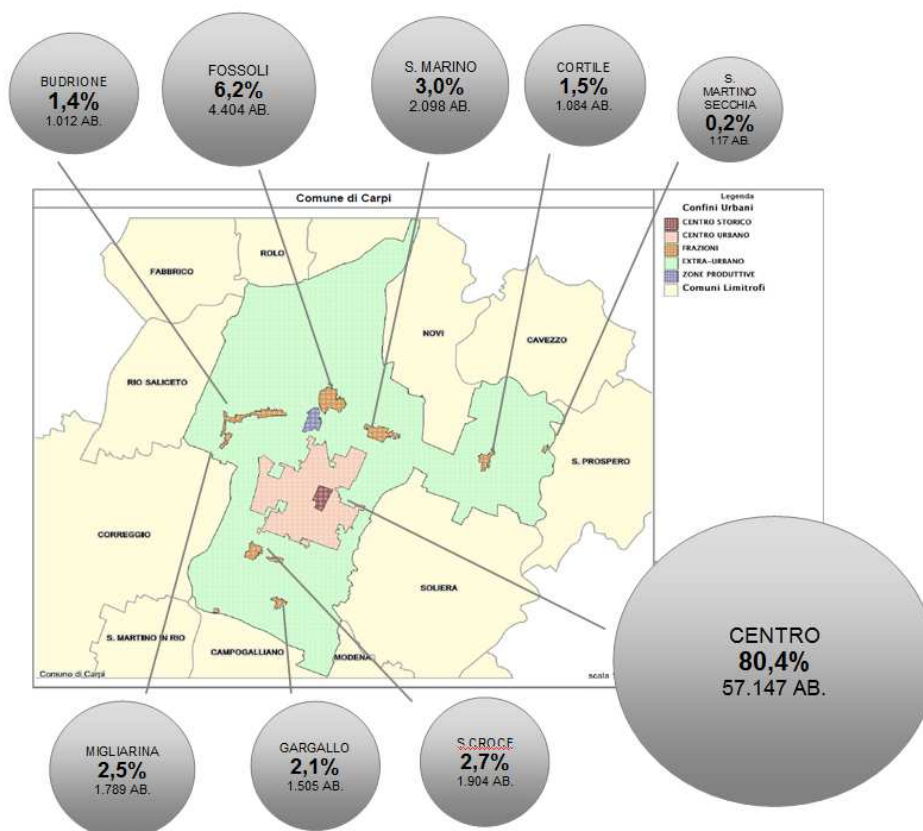 BUDRIONE
1,4%
1.012 AB.
FOSSOLI
6,2%
4.404 AB.
S. MARINO
3,0%
2.098 AB.
CORTILE
1,5%
1.084 AB.
S.
MARTINO
SECCHIA
0,2%
117 AB.
Comune di Carpi
Legenda
Confini Urbani
CENTRO STORICO
CENTRO URBANO
FRAZIONI
EXTRA-URBANO
ZONE PRODUTTIVE
Comuni Limitrofi
ROLO
FABBRICO
NOVI
CAVEZZO
RIO SALICETO
S. PROSPERO
CORREGGIO
SOLIERA
S. MARTINO IN RIO
CAMPOGALLIANO
MODENA
Comune di Carpi
scata
CENTRO
80,4%
57.147 AB.
MIGLIARINA
2,5%
1.789 AB.
GARGALLO
2,1%
1.505 AB.
S.CROCE
2,7%
1.904 AB.